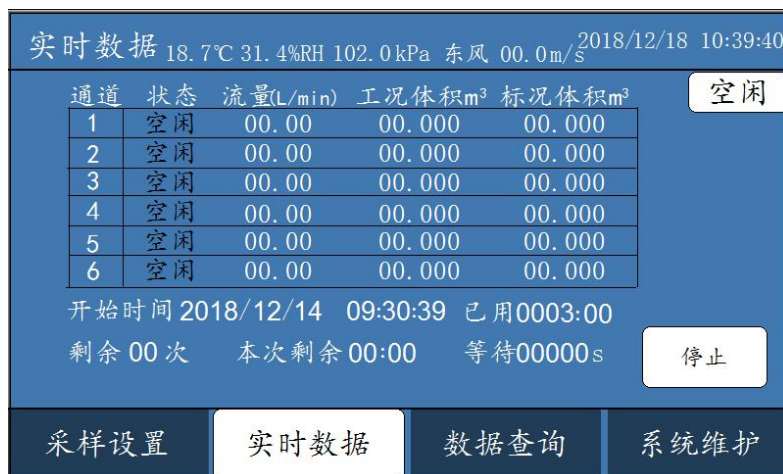 实时数据 18.7℃ 31.4%RH 102.0kPa 东风 00.0m/s 2018/12/18 10:39:40
通道 状态 流量(L/min) 工况体积m³ 标况体积m³ 空闲
1 空闲 00.00 00.000 00.000
2 空闲 00.00 00.000 00.000
3 空闲 00.00 00.000 00.000
4 空闲 00.00 00.000 00.000
5 空闲 00.00 00.000 00.000
6 空闲 00.00 00.000 00.000
开始时间 2018/12/14 09:30:39 已用0003:00
剩余 00 次 本次剩余 00:00 等待00000s 停止
采样设置 实时数据 数据查询 系统维护